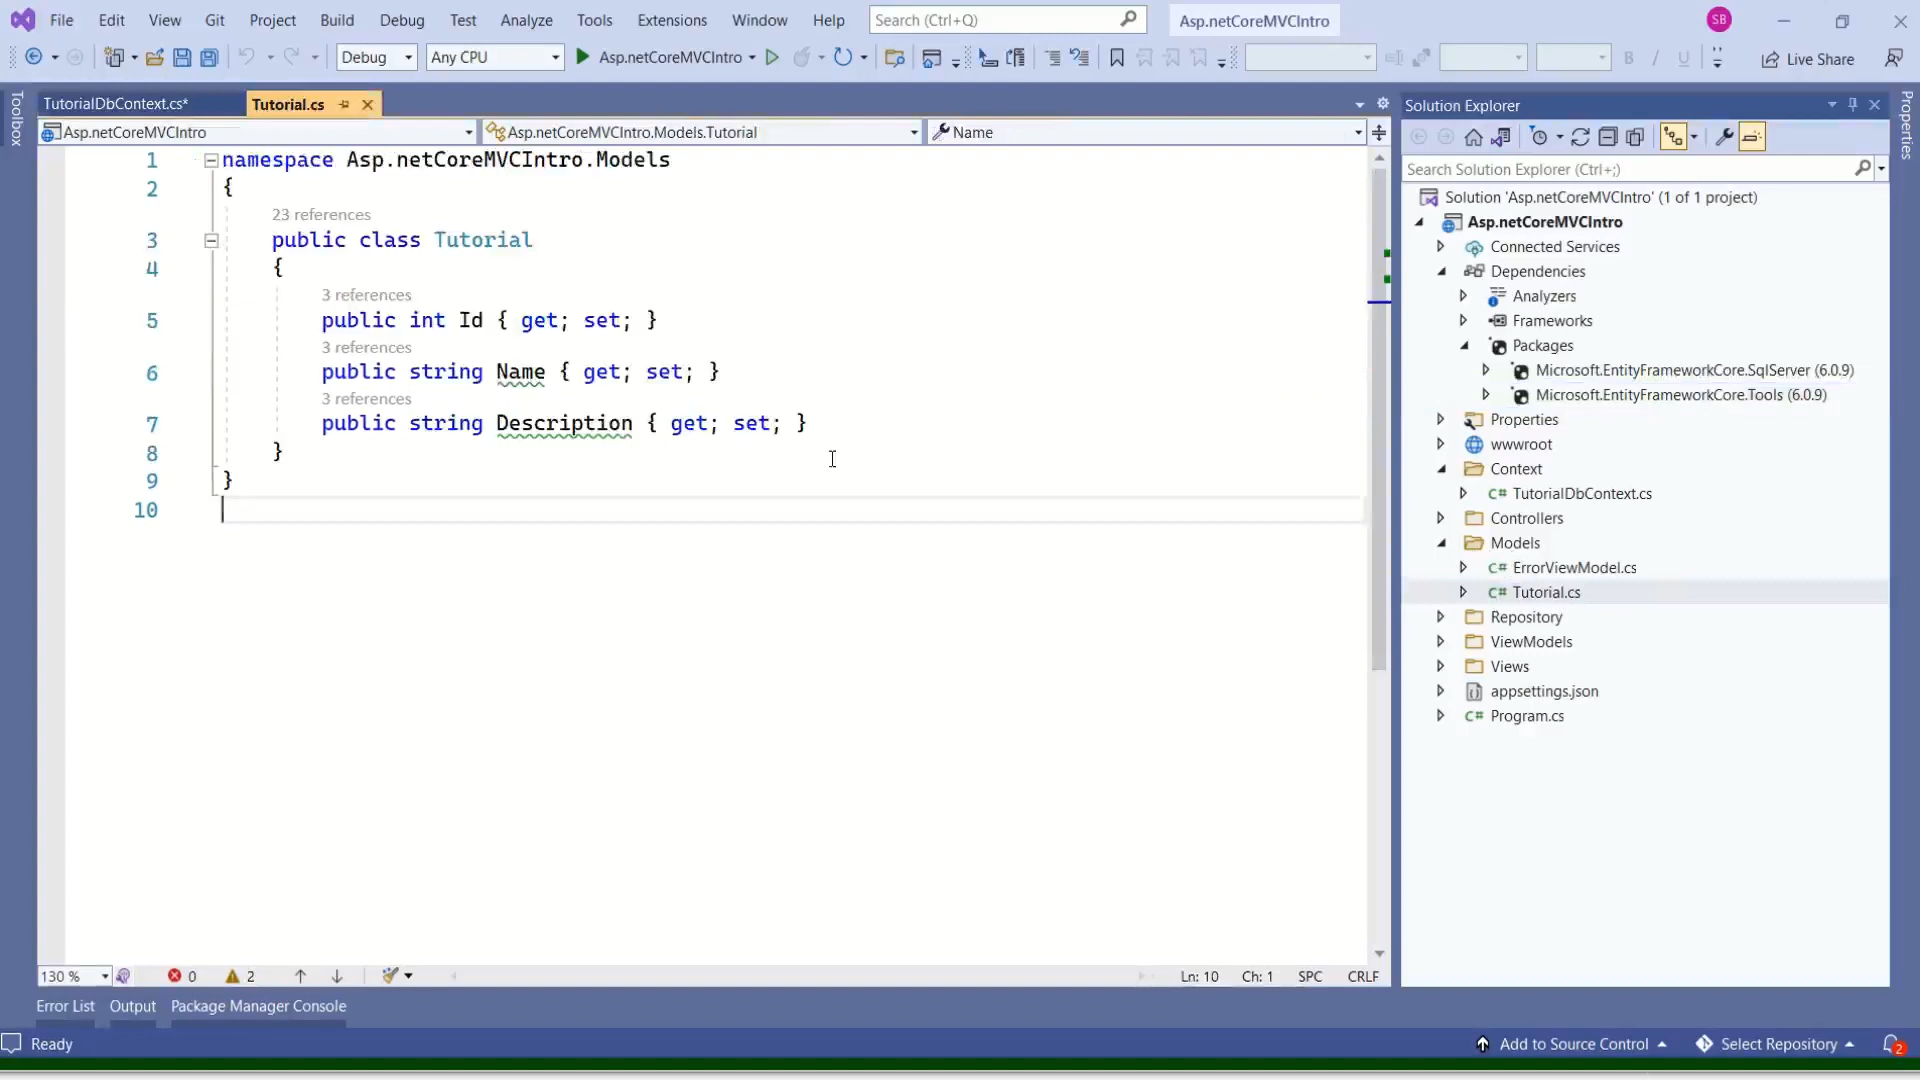 File Edit View Git Project Build Debug Test Analyze Tools Extensions Window Help Search (Ctrl+Q) Asp.netCoreMVCIntro SB
Debug Any CPU Asp.netCoreMVCIntro Live Share
Toolbox
TutorialDbContext.cs* Tutorial.cs
Asp.netCoreMVCIntro Asp.netCoreMVCIntro.Models.Tutorial Name
1 namespace Asp.netCoreMVCIntro.Models
2 {
23 references
3 public class Tutorial
4 {
3 references
5 public int Id { get; set; }
3 references
6 public string Name { get; set; }
3 references
7 public string Description { get; set; }
8 }
9 }
10
130 % 0 2 Ln: 10 Ch: 1 SPC CRLF
Error List Output Package Manager Console
Solution Explorer
Search Solution Explorer (Ctrl+;)
Solution 'Asp.netCoreMVCIntro' (1 of 1 project)
Asp.netCoreMVCIntro
Connected Services
Dependencies
Analyzers
Frameworks
Packages
Microsoft.EntityFrameworkCore.SqlServer (6.0.9)
Microsoft.EntityFrameworkCore.Tools (6.0.9)
Properties
wwwroot
Context
C# TutorialDbContext.cs
Controllers
Models
C# ErrorViewModel.cs
C# Tutorial.cs
Repository
ViewModels
Views
appsettings.json
C# Program.cs
Properties
Ready Add to Source Control Select Repository 2